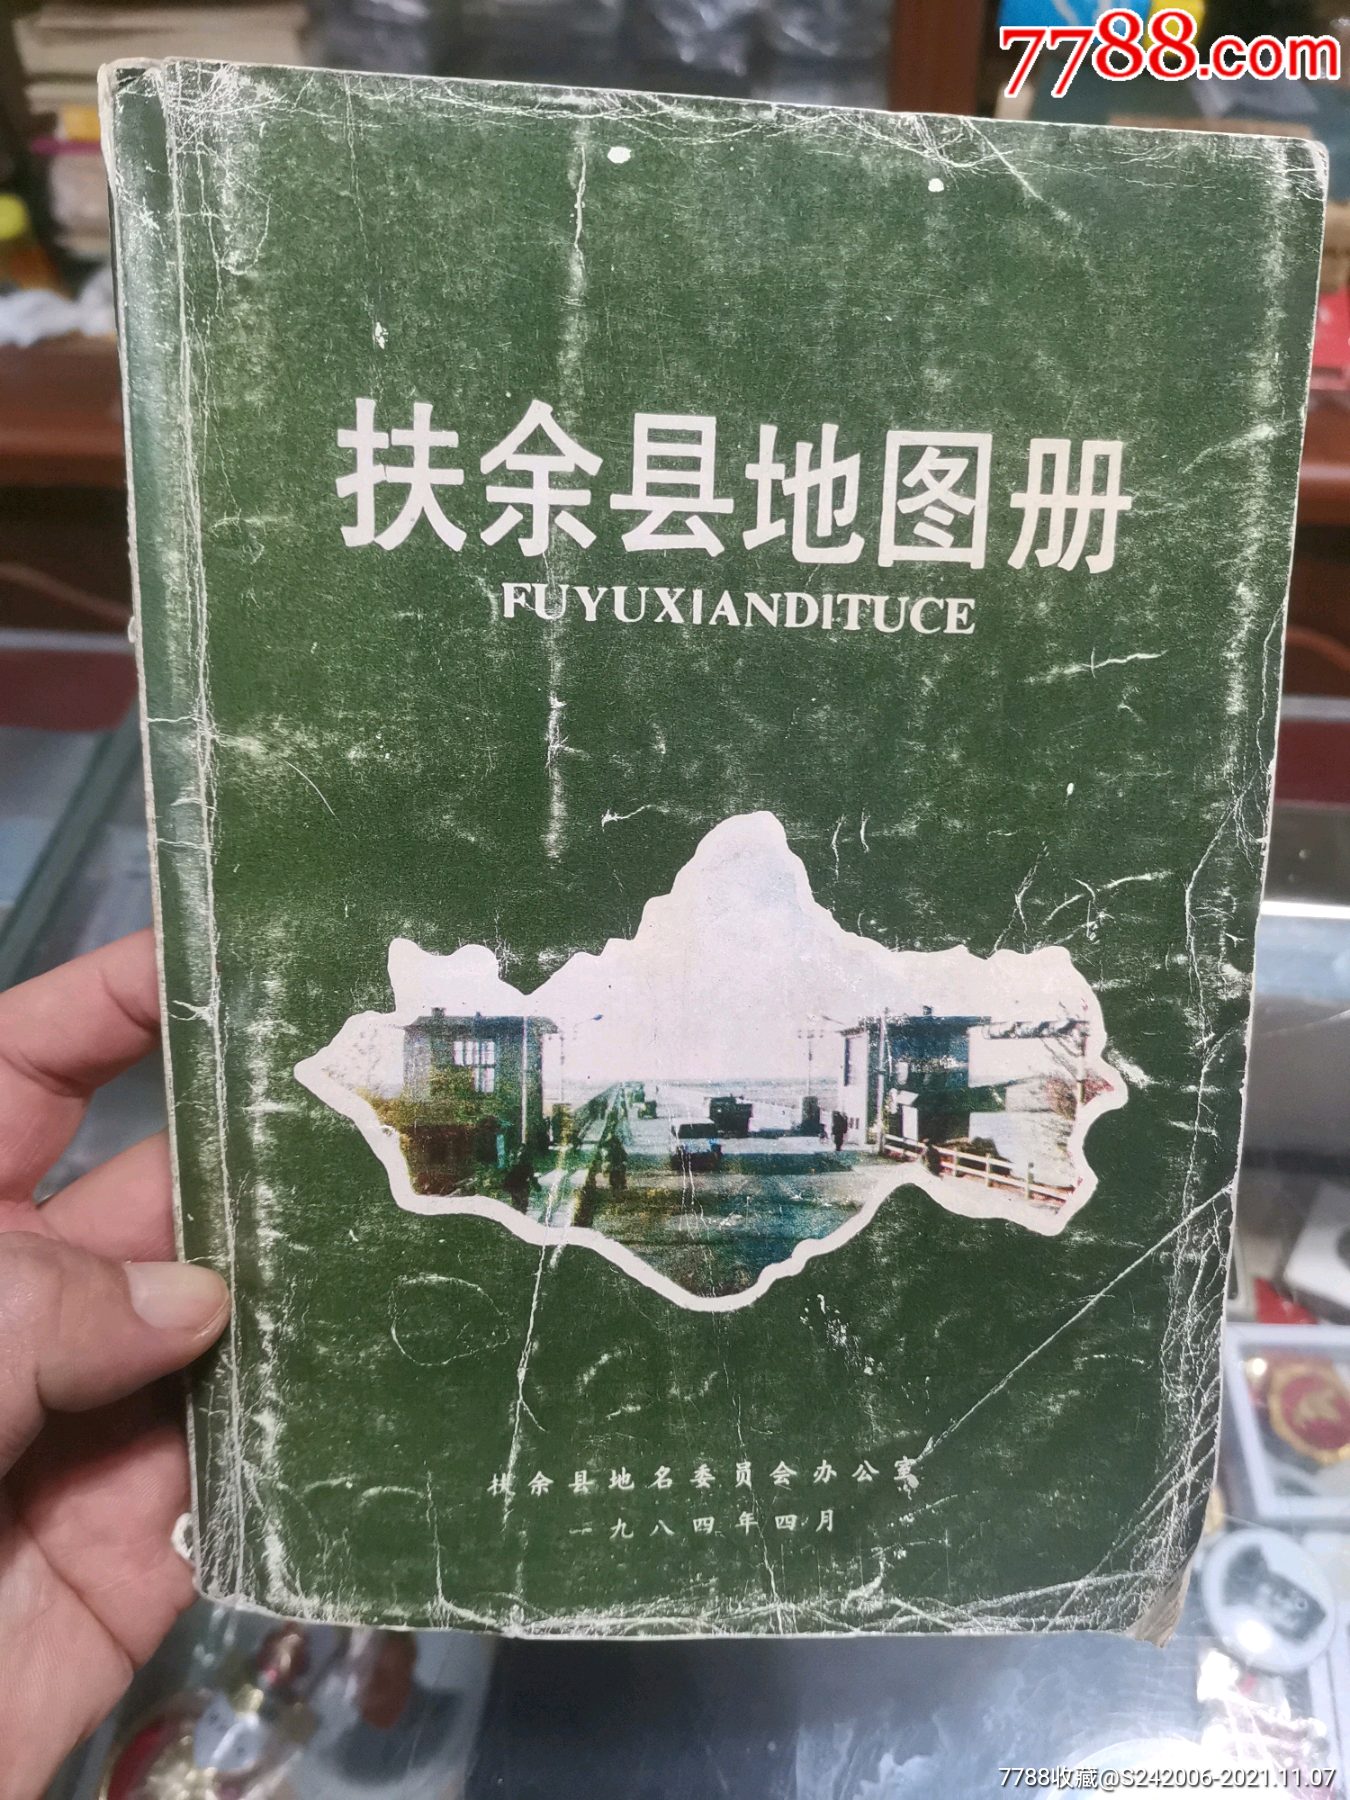 7788.com
扶余县地图册
FUYUXIANDITUCE
扶余县地名委员会办公室
一九八四年四月
7788收藏@S242006-2021.11.07